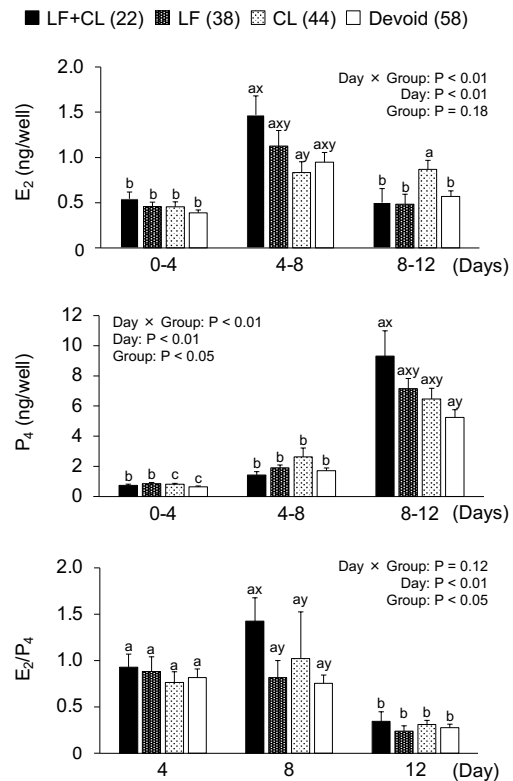 LF+CL (22) LF (38) CL (44) Devoid (58)
2.0
1.5
1.0
0.5
0
E₂ (ng/well)
Day × Group: P < 0.01
Day: P < 0.01
Group: P = 0.18
b b b b
ax axy ay axy
b b a b
0-4 4-8 8-12 (Days)
12
10
8
6
4
2
0
P₄ (ng/well)
Day × Group: P < 0.01
Day: P < 0.01
Group: P < 0.05
b b c c
b b b b
ax axy axy ay
0-4 4-8 8-12 (Days)
2.0
1.5
1.0
0.5
0
E₂/P₄
Day × Group: P = 0.12
Day: P < 0.01
Group: P < 0.05
a a a a
ax ay ay ay
b b b b
4 8 12 (Days)